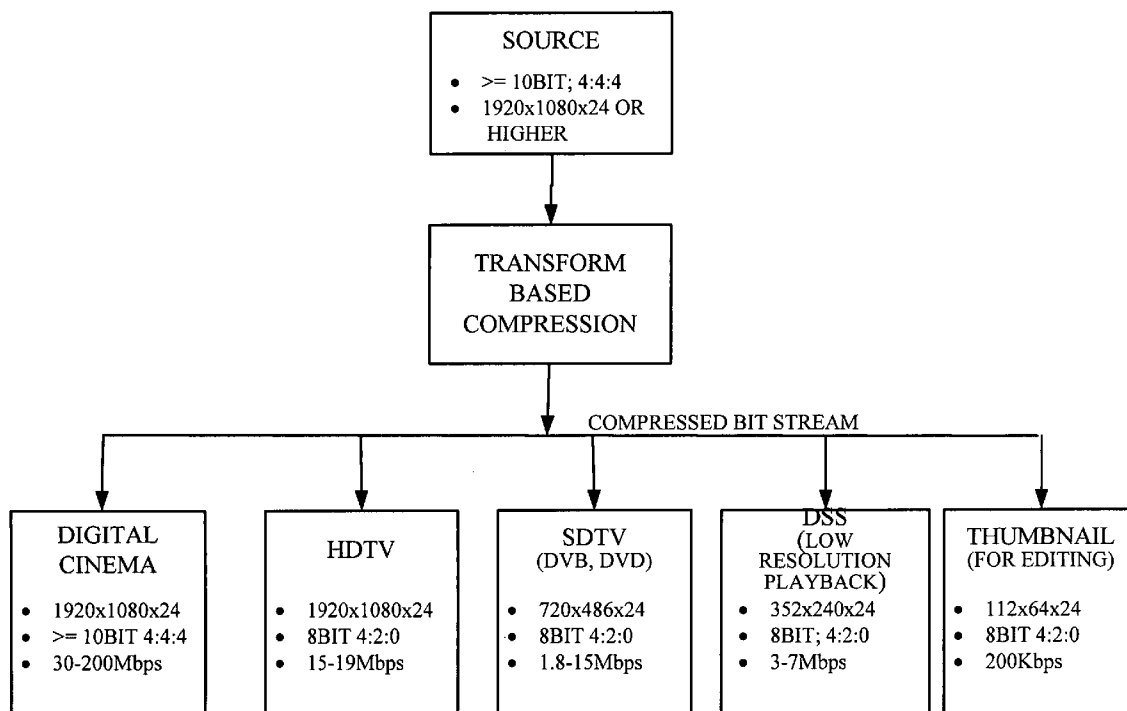 SOURCE
• >= 10BIT; 4:4:4
• 1920x1080x24 OR
HIGHER
TRANSFORM
BASED
COMPRESSION
COMPRESSED BIT STREAM
DIGITAL
CINEMA
• 1920x1080x24
• >= 10BIT 4:4:4
• 30-200Mbps
HDTV
• 1920x1080x24
• 8BIT 4:2:0
• 15-19Mbps
SDTV
(DVB, DVD)
• 720x486x24
• 8BIT 4:2:0
• 1.8-15Mbps
DSS
(LOW
RESOLUTION
PLAYBACK)
• 352x240x24
• 8BIT; 4:2:0
• 3-7Mbps
THUMBNAIL
(FOR EDITING)
• 112x64x24
• 8BIT 4:2:0
• 200Kbps